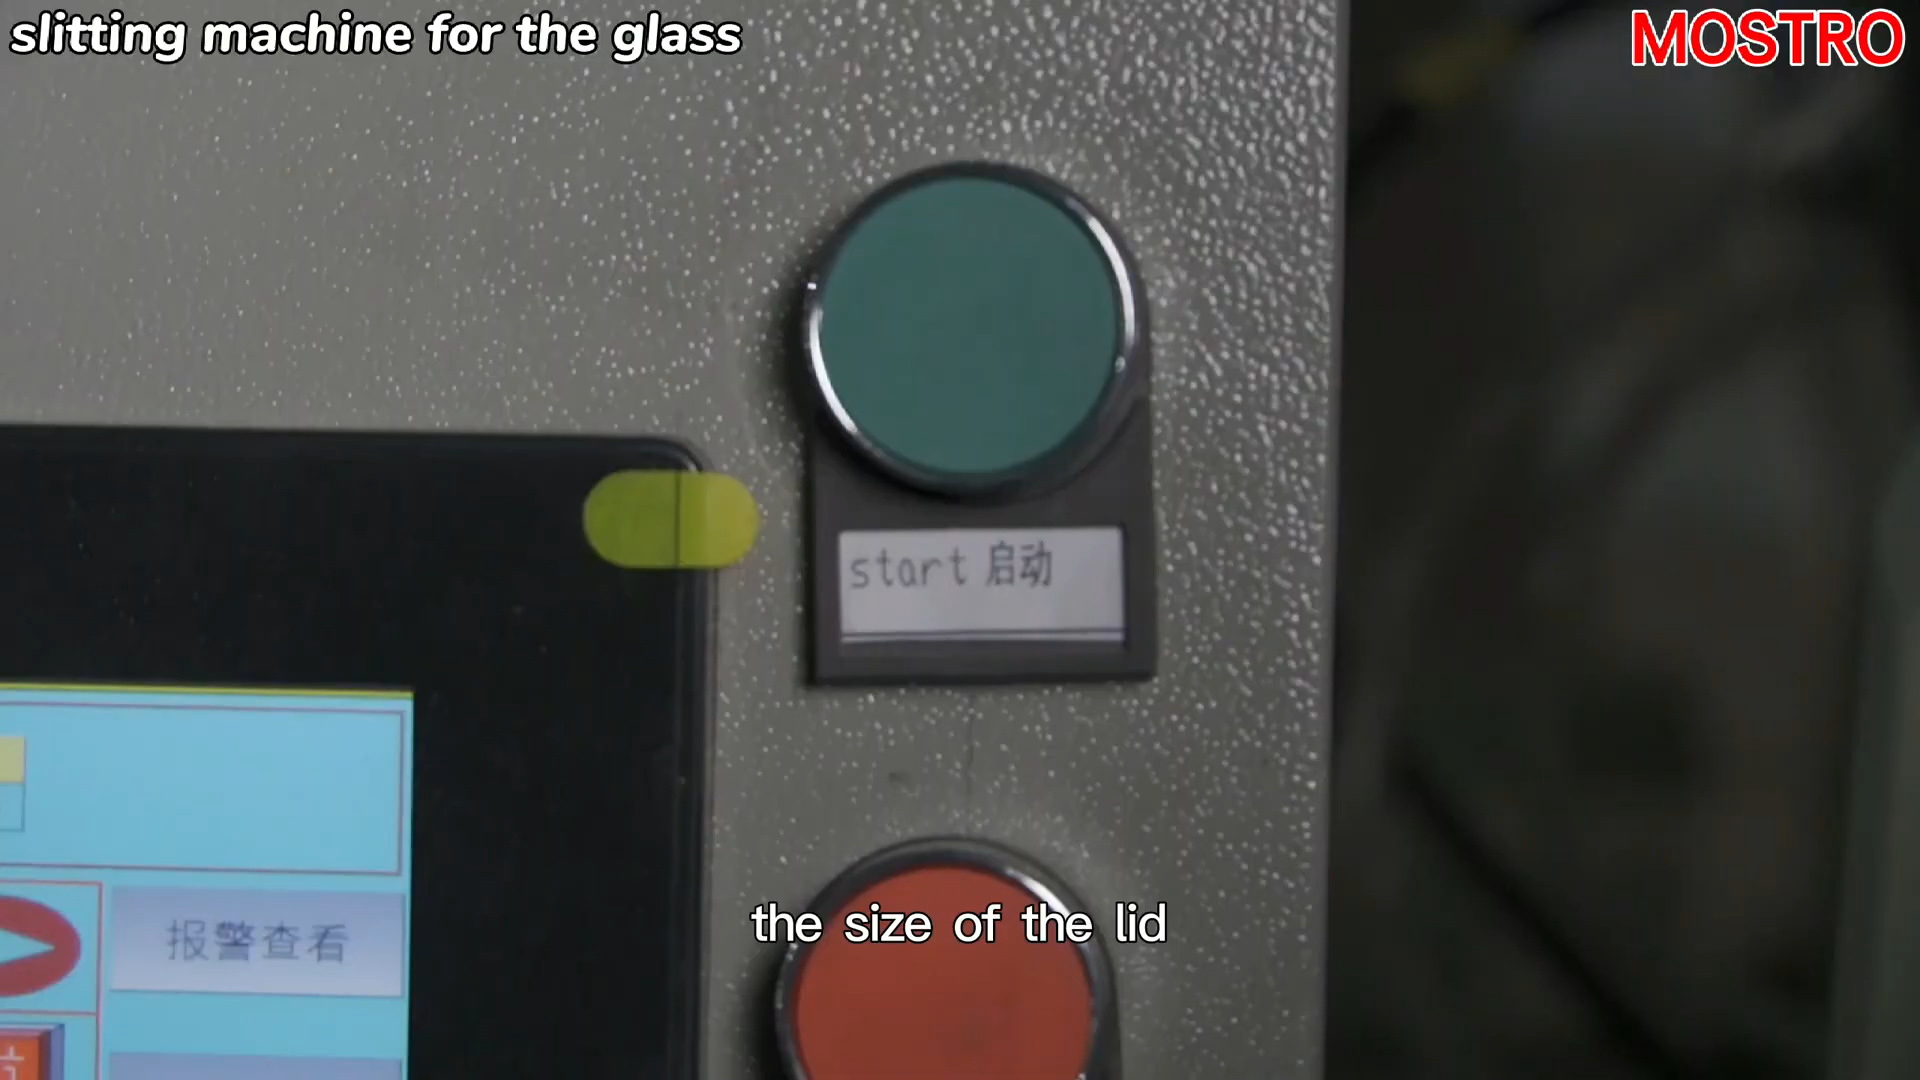 slitting machine for the glass
MOSTRO
start 启动
报警查看
the size of the lid